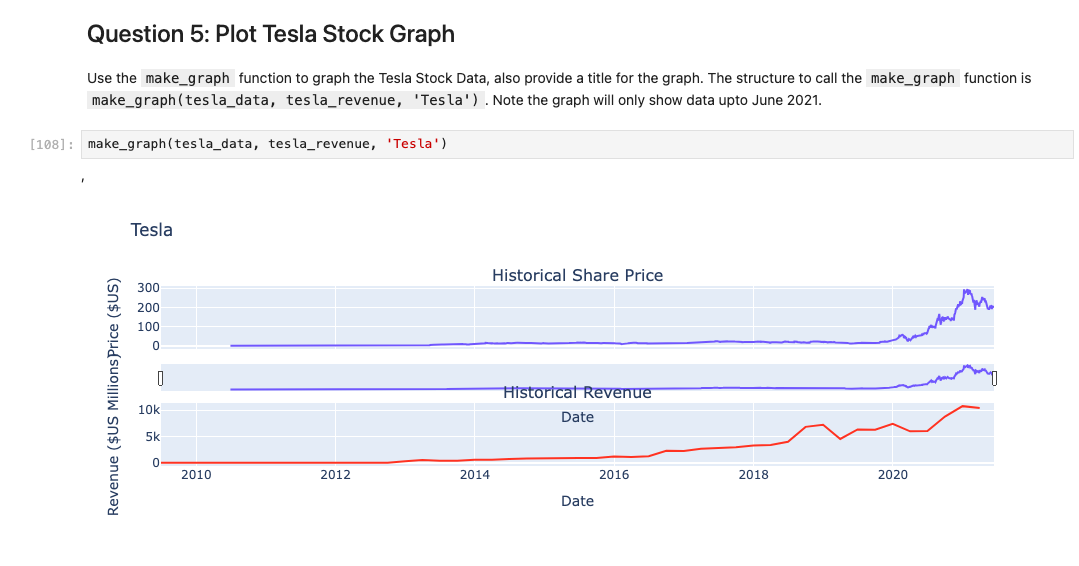 Question 5: Plot Tesla Stock Graph
Use the make_graph function to graph the Tesla Stock Data, also provide a title for the graph. The structure to call the make_graph function is
make_graph(tesla_data, tesla_revenue, 'Tesla') . Note the graph will only show data upto June 2021.
[108]: make_graph(tesla_data, tesla_revenue, 'Tesla')
,
Tesla
Historical Share Price
Price ($US)
300
200
100
0
Historical Revenue
Date
Revenue ($US Millions)
10k
5k
0
2010 2012 2014 2016 2018 2020
Date